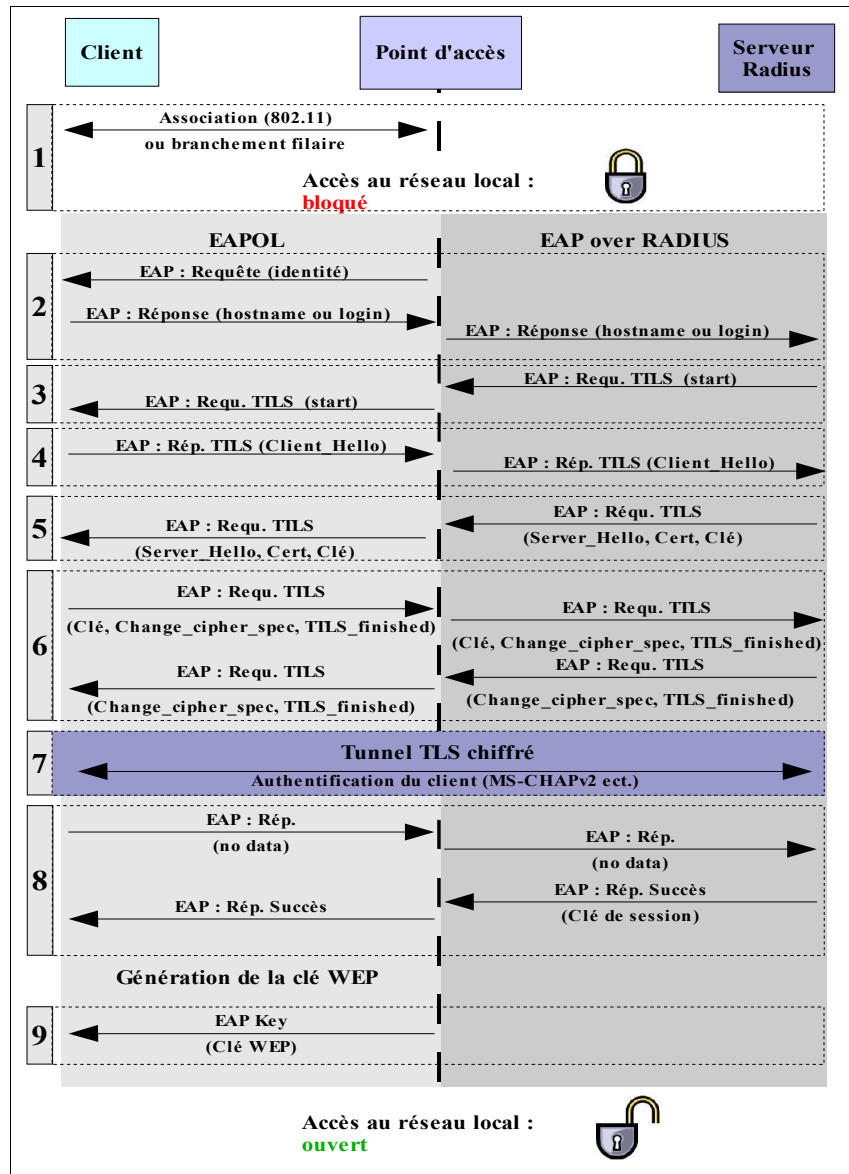 Client
Point d'accès
Serveur
Radius
1
Association (802.11)
ou branchement filaire
Accès au réseau local :
bloqué
EAPOL
EAP over RADIUS
2
EAP : Requête (identité)
EAP : Réponse (hostname ou login)
EAP : Réponse (hostname ou login)
3
EAP : Requ. TTLS (start)
EAP : Requ. TTLS (start)
4
EAP : Rép. TTLS (Client_Hello)
EAP : Rép. TTLS (Client_Hello)
5
EAP : Requ. TTLS
(Server_Hello, Cert, Clé)
EAP : Réqu. TTLS
(Server_Hello, Cert, Clé)
6
EAP : Requ. TTLS
(Clé, Change_cipher_spec, TTLS_finished)
EAP : Requ. TTLS
(Clé, Change_cipher_spec, TTLS_finished)
EAP : Requ. TTLS
(Change_cipher_spec, TTLS_finished)
EAP : Requ. TTLS
(Change_cipher_spec, TTLS_finished)
7
Tunnel TLS chiffré
Authentification du client (MS-CHAPv2 ect.)
8
EAP : Rép.
(no data)
EAP : Rép.
(no data)
EAP : Rép. Succès
(Clé de session)
EAP : Rép. Succès
Génération de la clé WEP
9
EAP Key
(Clé WEP)
Accès au réseau local :
ouvert